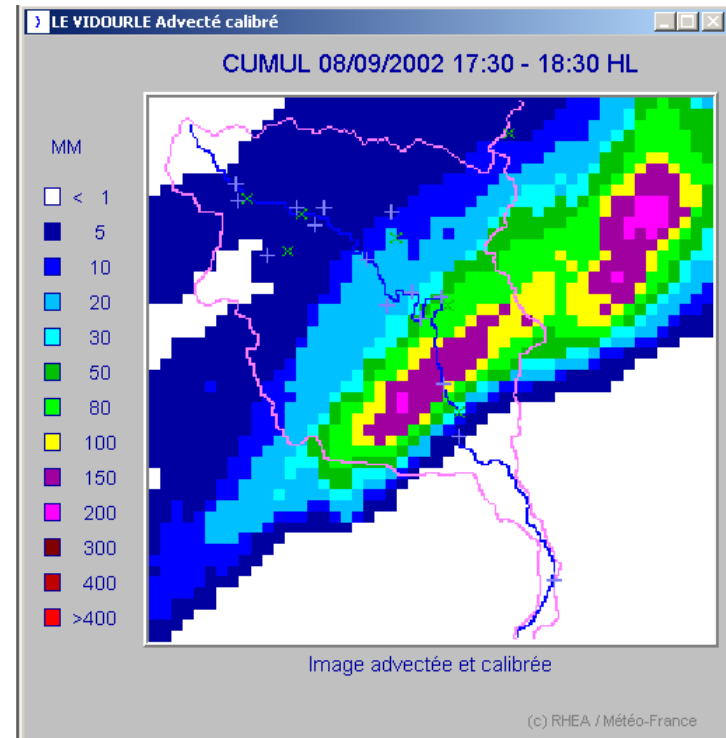 LE VIDOURLE Advecté calibré
CUMUL 08/09/2002 17:30 - 18:30 HL
MM
< 1
5
10
20
30
50
80
100
150
200
300
400
>400
Image advectée et calibrée
(c) RHEA / Météo-France